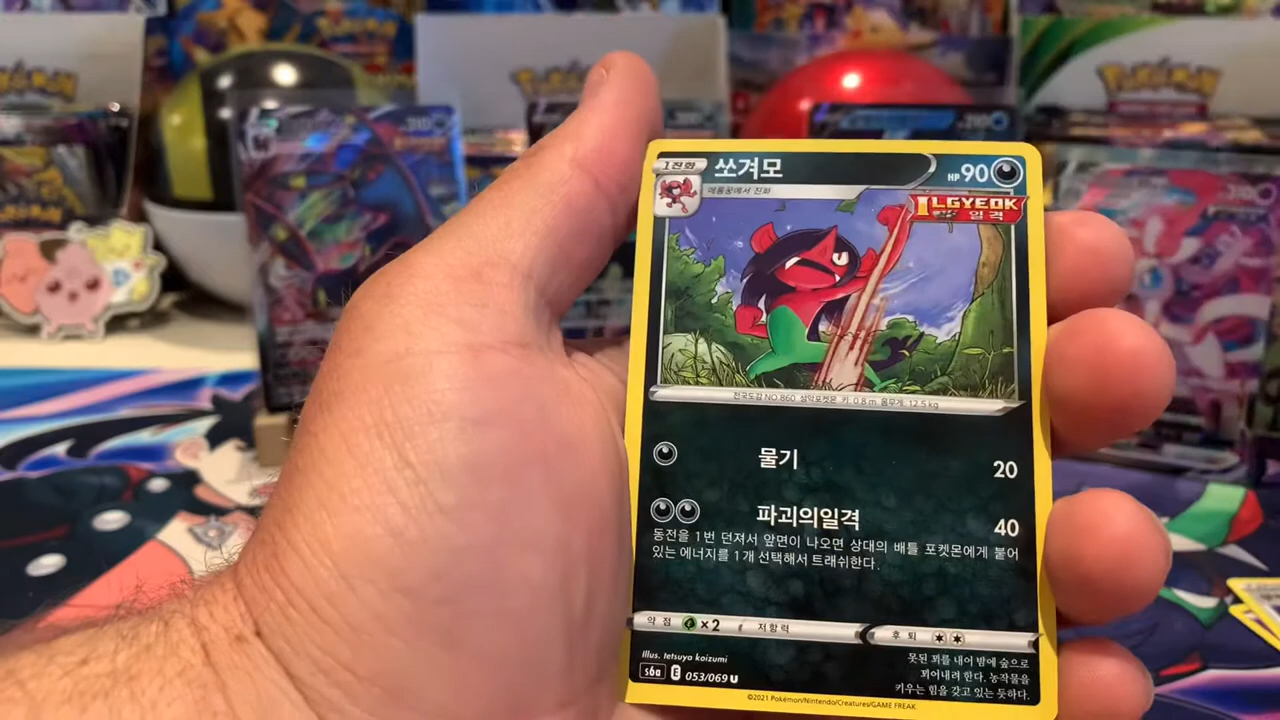 POKÉMON
POKÉMON
POKÉMON
310
1진화
쏘겨모
HP 90
메롱꿍에서 진화
ILGYEOK
일격
전국도감 NO.860 심악포켓몬 키: 0.8 m 몸무게: 12.5 kg
물기 20
파괴의일격 40
동전을 1번 던져서 앞면이 나오면 상대의 배틀 포켓몬에게 붙어
있는 에너지를 1개 선택해서 트래쉬한다.
약점 ×2 저항력 후퇴
Illus. tetsuya koizumi
s6a E 053/069 U
못된 꾀를 내어 밤에 숲으로
꾀어내려 한다. 농작물을
키우는 힘을 갖고 있는 듯하다.
©2021 Pokémon/Nintendo/Creatures/GAME FREAK.